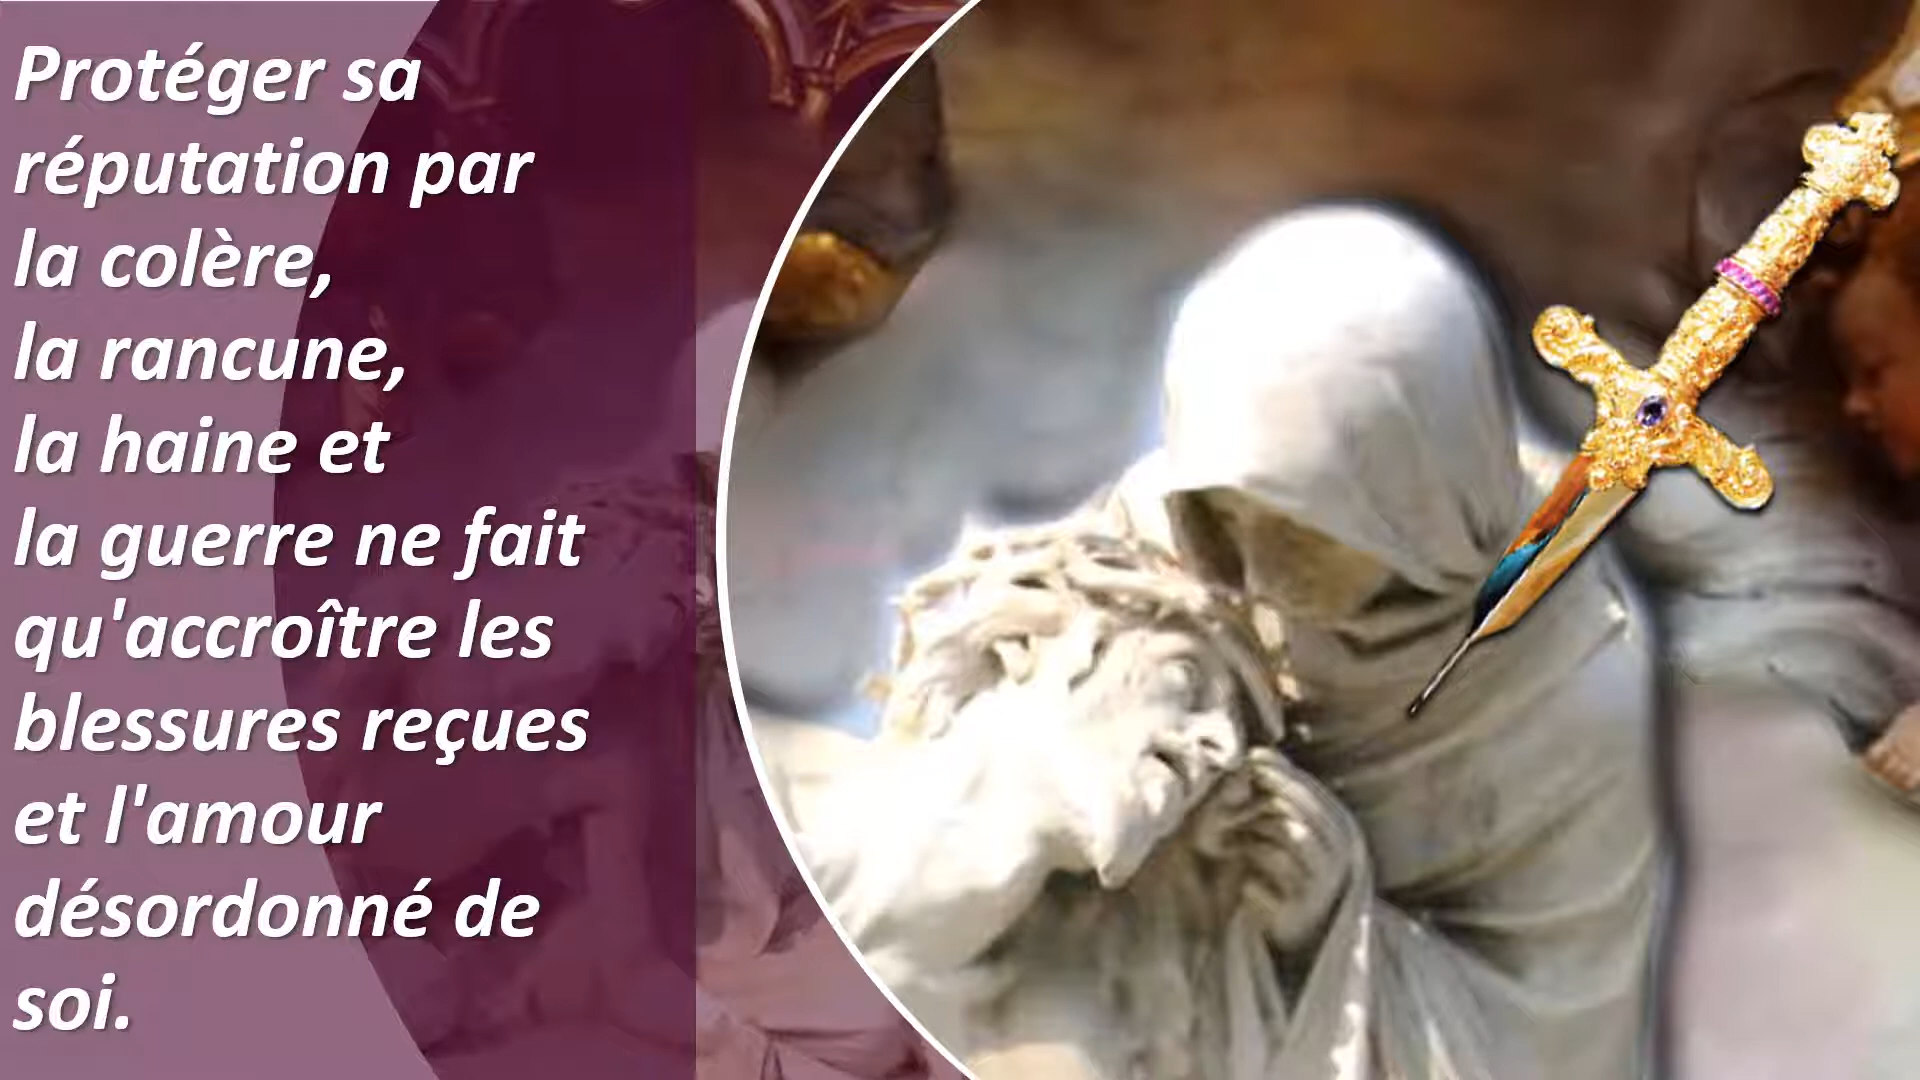 Protéger sa
réputation par
la colère,
la rancune,
la haine et
la guerre ne fait
qu'accroître les
blessures reçues
et l'amour
désordonné de
soi.